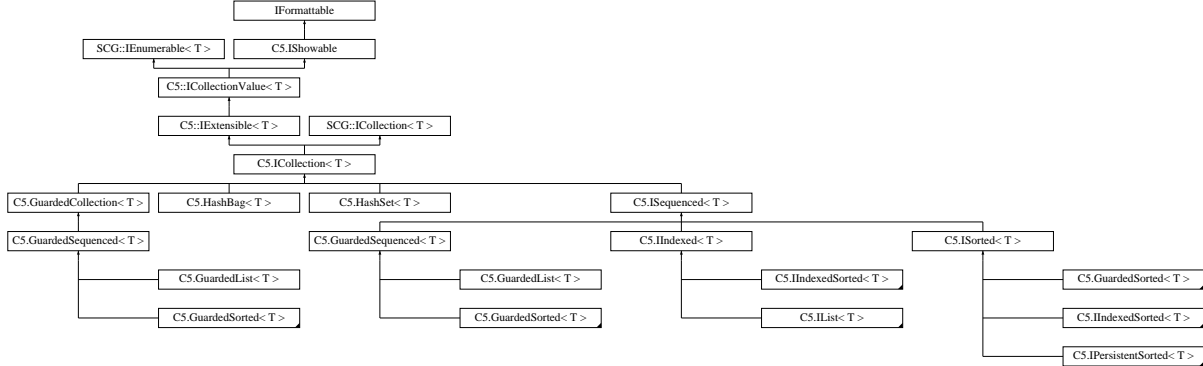 IFormattable
SCG::IEnumerable< T >
C5.IShowable
C5::ICollectionValue< T >
C5::IExtensible< T >
SCG::ICollection< T >
C5.ICollection< T >
C5.GuardedCollection< T >
C5.HashBag< T >
C5.HashSet< T >
C5.ISequenced< T >
C5.GuardedSequenced< T >
C5.GuardedSequenced< T >
C5.IIndexed< T >
C5.ISorted< T >
C5.GuardedList< T >
C5.GuardedList< T >
C5.IIndexedSorted< T >
C5.GuardedSorted< T >
C5.GuardedSorted< T >
C5.GuardedSorted< T >
C5.IList< T >
C5.IIndexedSorted< T >
C5.IPersistentSorted< T >